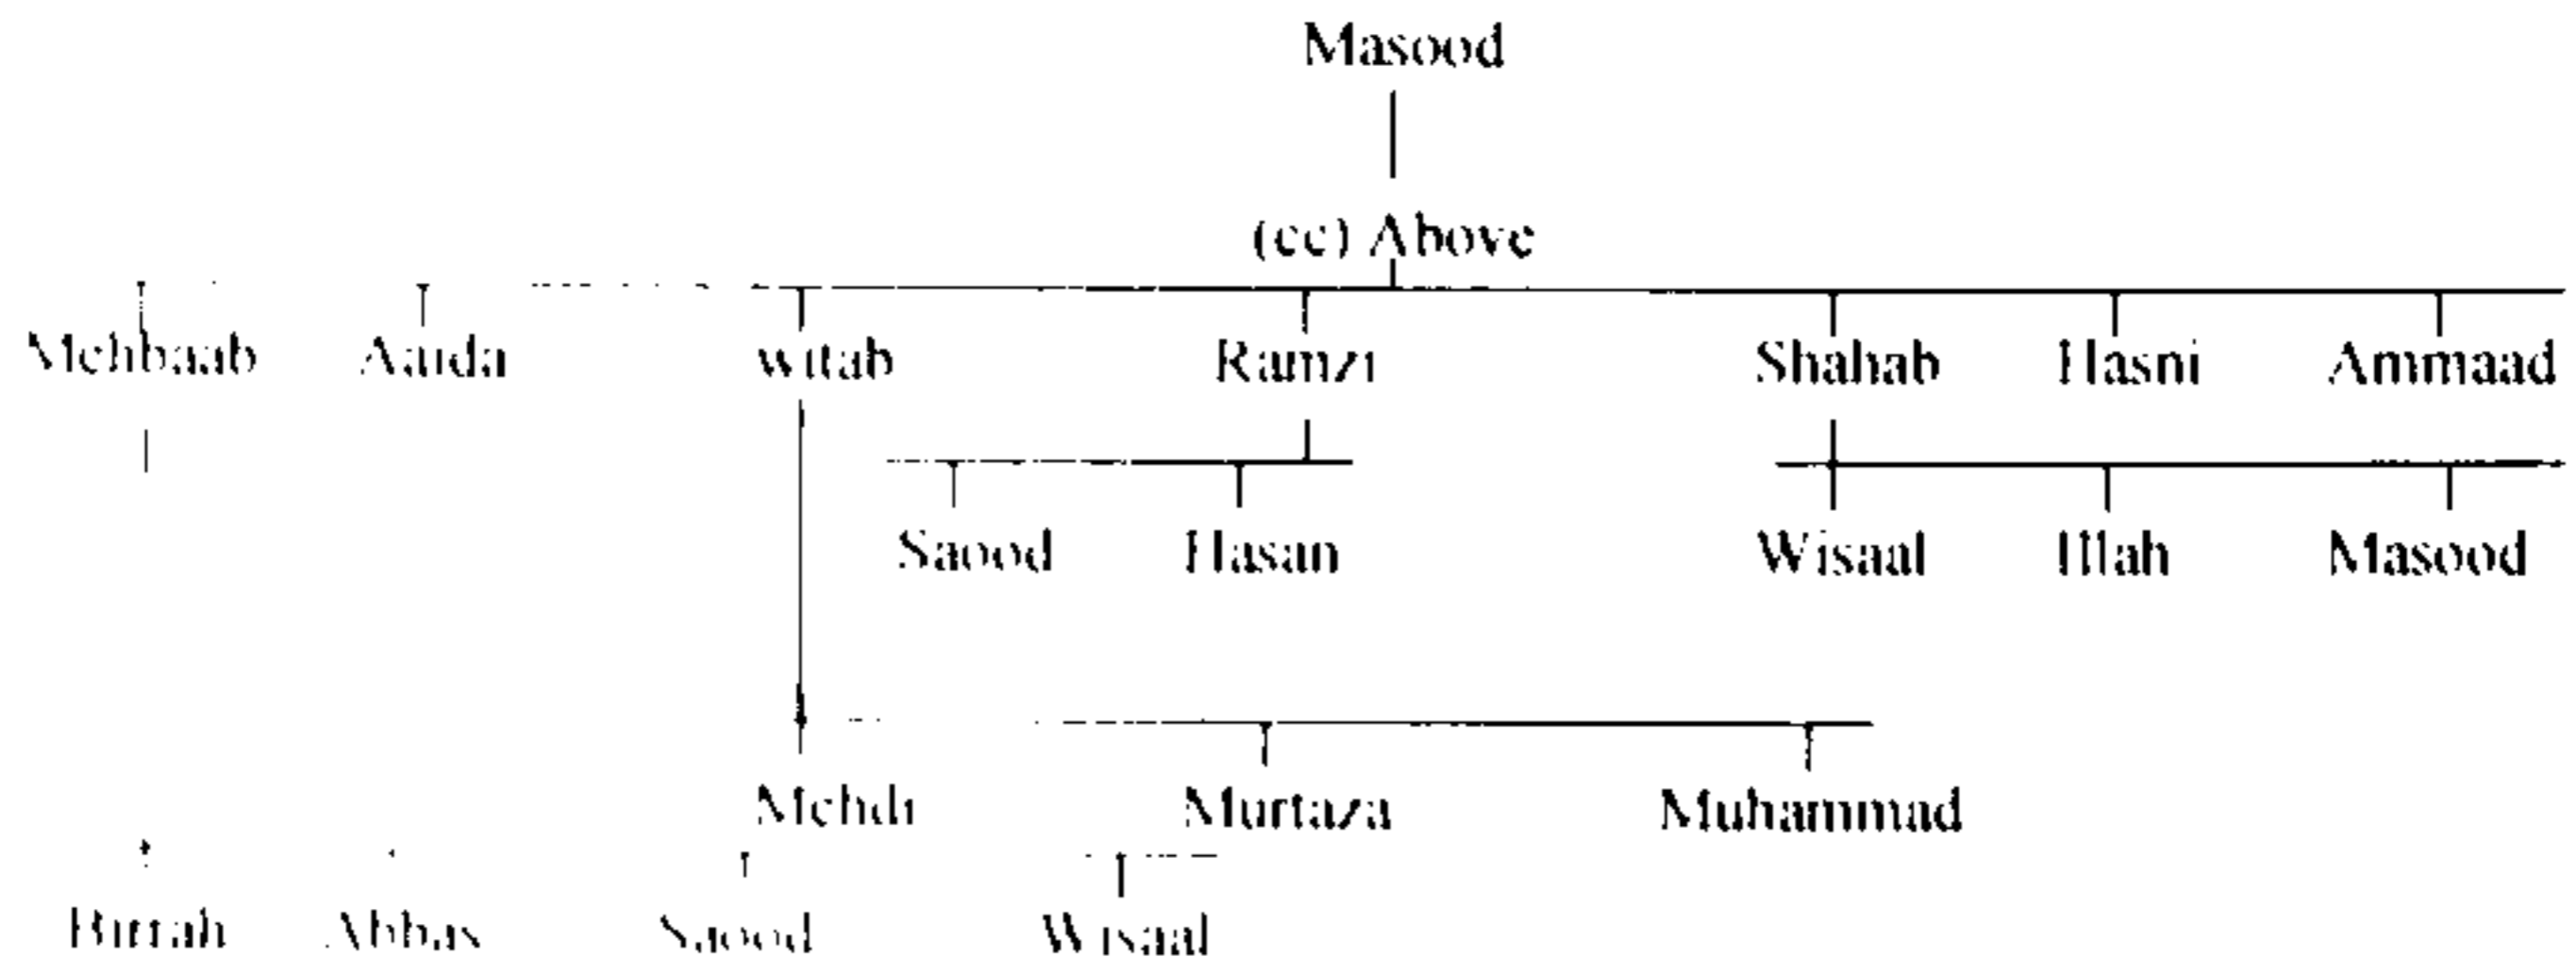 Masood
(cc) Above
Mehbaab Aaida witab Ramzi Shahab Hasni Ammaad
Saood Hasan Wisaal Illah Masood
Mehdi Murtaza Muhammad
Abbas Saood Wisaal